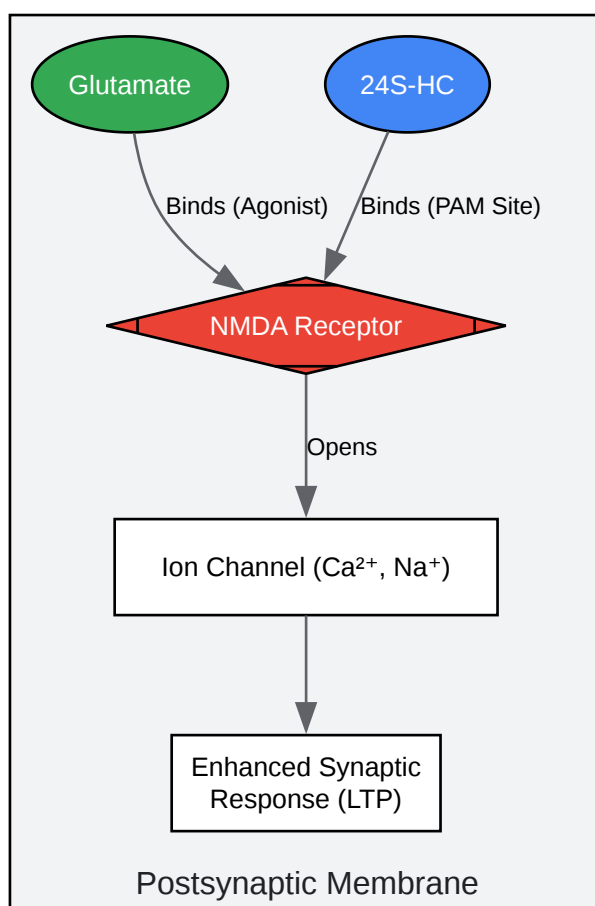 Glutamate
24S-HC
Binds (Agonist)
Binds (PAM Site)
NMDA Receptor
Opens
Ion Channel (Ca²⁺, Na⁺)
Enhanced Synaptic
Response (LTP)
Postsynaptic Membrane